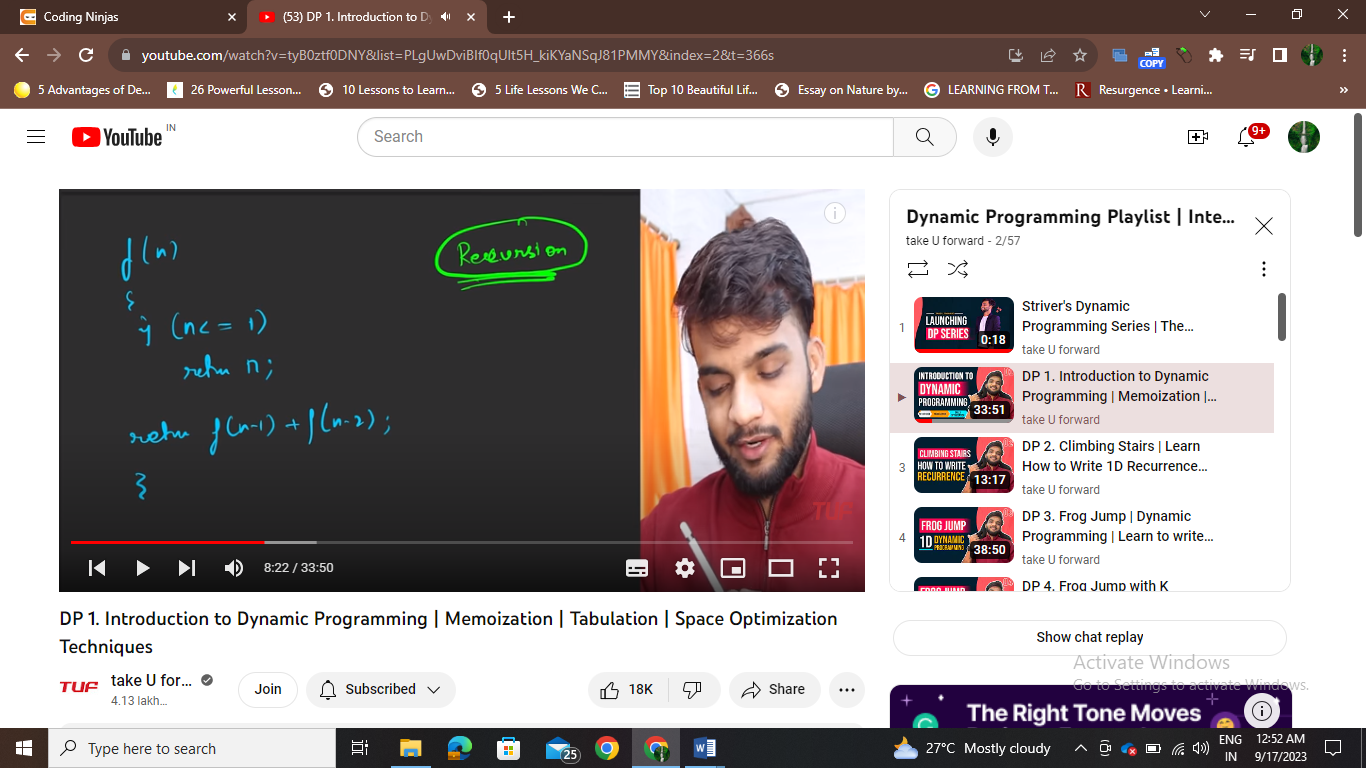 Coding Ninjas
(53) DP 1. Introduction to D
youtube.com/watch?v=tyB0ztf0DNY&list=PLgUwDviBIf0qUlt5H_kiKYaNSqJ81PMMY&index=2&t=366s
COPY
5 Advantages of De...
26 Powerful Lesson...
10 Lessons to Learn...
5 Life Lessons We C...
Top 10 Beautiful Lif...
Essay on Nature by...
LEARNING FROM T...
Resurgence • Learni...
YouTube IN
Search
9+
f(n)
{
if (n<= 1)
return n;
return f(n-1) + f(n-2);
}
Recursion
TUF
8:22 / 33:50
DP 1. Introduction to Dynamic Programming | Memoization | Tabulation | Space Optimization
Techniques
TUF
take U for...
4.13 lakh...
Join
Subscribed
18K
Share
Dynamic Programming Playlist | Inte...
take U forward - 2/57
1
LAUNCHING
DP SERIES
0:18
Striver's Dynamic
Programming Series | The...
take U forward
INTRODUCTION TO
DYNAMIC
PROGRAMMING
33:51
DP 1. Introduction to Dynamic
Programming | Memoization |...
take U forward
3
CLIMBING STAIRS
HOW TO WRITE
RECURRENCE
13:17
DP 2. Climbing Stairs | Learn
How to Write 1D Recurrence...
take U forward
4
FROG JUMP
1D DYNAMIC
PROGRAMMING
38:50
DP 3. Frog Jump | Dynamic
Programming | Learn to write...
take U forward
FROG JUMP
DP 4. Frog Jump with K
Show chat replay
Activate Windows
Go to Settings to activate Windows.
The Right Tone Moves
Type here to search
25
27°C Mostly cloudy
ENG
IN
12:52 AM
9/17/2023